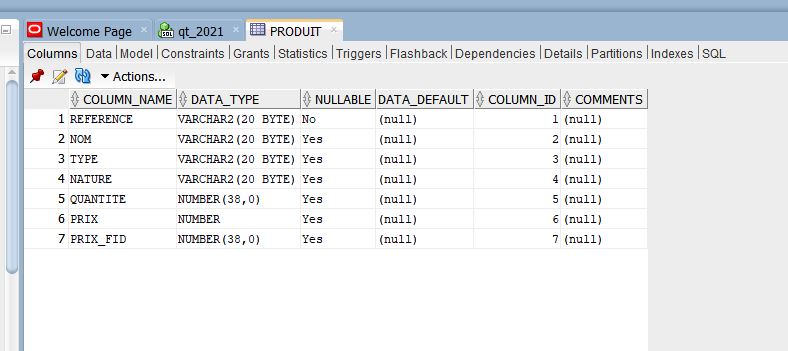 Welcome Page qt_2021 PRODUIT
Columns Data Model Constraints Grants Statistics Triggers Flashback Dependencies Details Partitions Indexes SQL
Actions...
COLUMN_NAME DATA_TYPE NULLABLE DATA_DEFAULT COLUMN_ID COMMENTS
1 REFERENCE VARCHAR2(20 BYTE) No (null) 1 (null)
2 NOM VARCHAR2(20 BYTE) Yes (null) 2 (null)
3 TYPE VARCHAR2(20 BYTE) Yes (null) 3 (null)
4 NATURE VARCHAR2(20 BYTE) Yes (null) 4 (null)
5 QUANTITE NUMBER(38,0) Yes (null) 5 (null)
6 PRIX NUMBER Yes (null) 6 (null)
7 PRIX_FID NUMBER(38,0) Yes (null) 7 (null)